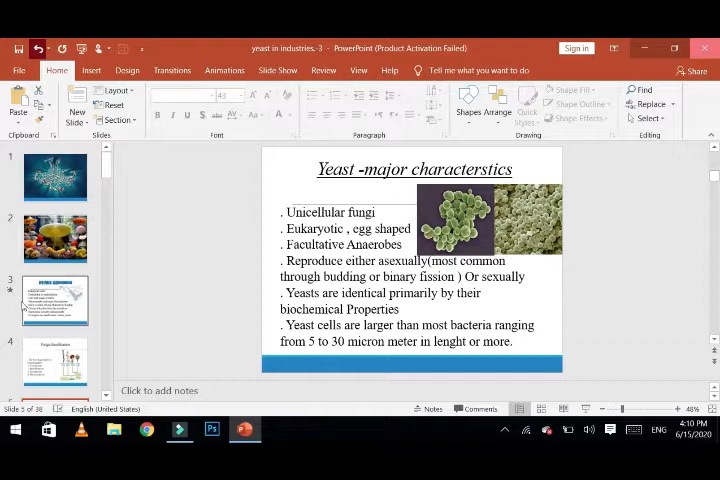 yeast in industries.-3 - PowerPoint (Product Activation Failed)
Sign in
File Home Insert Design Transitions Animations Slide Show Review View Help Tell me what you want to do Share
Paste
Clipboard
New Slide
Layout
Reset
Section
Slides
43
Font
Paragraph
Shapes
Arrange
Quick Styles
Shape Fill
Shape Outline
Shape Effects
Drawing
Find
Replace
Select
Editing
1
2
3
4
Yeast -major characterstics
. Unicellular fungi
. Eukaryotic , egg shaped
. Facultative Anaerobes
. Reproduce either asexually(most common
through budding or binary fission ) Or sexually
. Yeasts are identical primarily by their
biochemical Properties
. Yeast cells are larger than most bacteria ranging
from 5 to 30 micron meter in lenght or more.
Click to add notes
Slide 5 of 38 English (United States) Notes Comments 48%
ENG
4:10 PM
6/15/2020